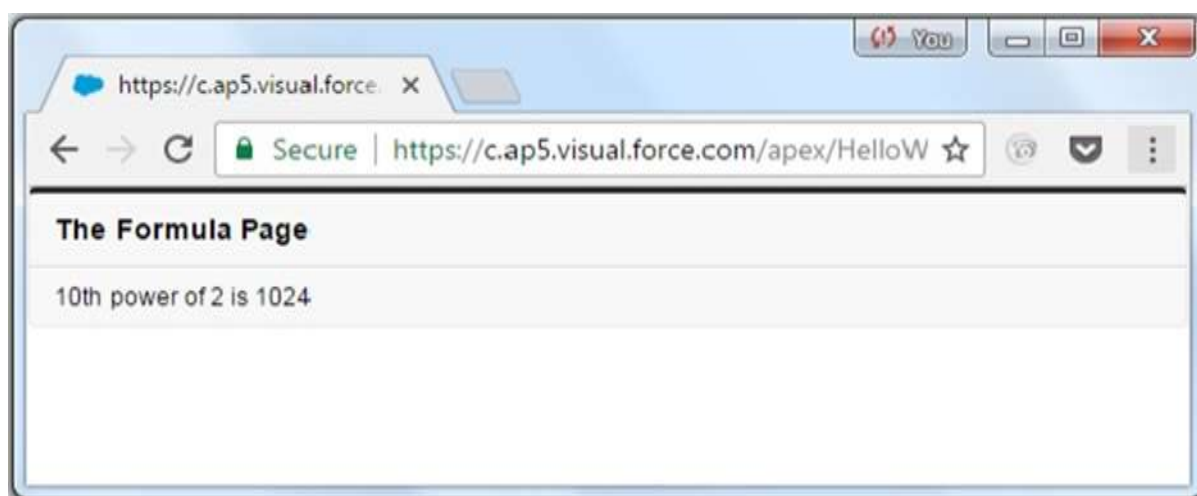 You
https://c.ap5.visual.force.
Secure | https://c.ap5.visual.force.com/apex/HelloW
The Formula Page
10th power of 2 is 1024